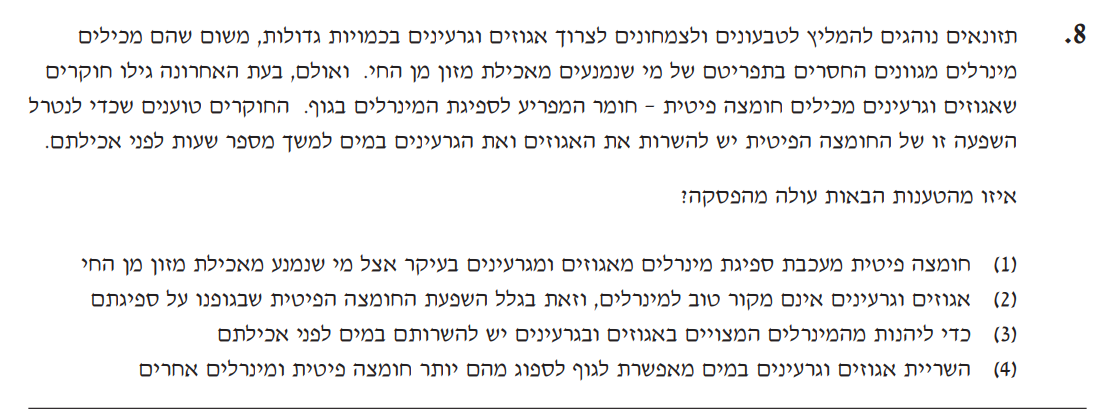 8. תזונאים נוהגים להמליץ לטבעונים ולצמחונים לצרוך אגוזים וגרעינים בכמויות גדולות, משום שהם מכילים
מינרלים מגוונים החסרים בתפריטם של מי שנמנעים מאכילת מזון מן החי. ואולם, בעת האחרונה גילו חוקרים
שאגוזים וגרעינים מכילים חומצה פיטית – חומר המפריע לספיגת המינרלים בגוף. החוקרים טוענים שכדי לנטרל
השפעה זו של החומצה הפיטית יש להשרות את האגוזים ואת הגרעינים במים למשך מספר שעות לפני אכילתם.
איזו מהטענות הבאות עולה מהפסקה?
(1) חומצה פיטית מעכבת ספיגת מינרלים מאגוזים ומגרעינים בעיקר אצל מי שנמנע מאכילת מזון מן החי
(2) אגוזים וגרעינים אינם מקור טוב למינרלים, וזאת בגלל השפעת החומצה הפיטית שבגופנו על ספיגתם
(3) כדי ליהנות מהמינרלים המצויים באגוזים ובגרעינים יש להשרותם במים לפני אכילתם
(4) השריית אגוזים וגרעינים במים מאפשרת לגוף לספוג מהם יותר חומצה פיטית ומינרלים אחרים